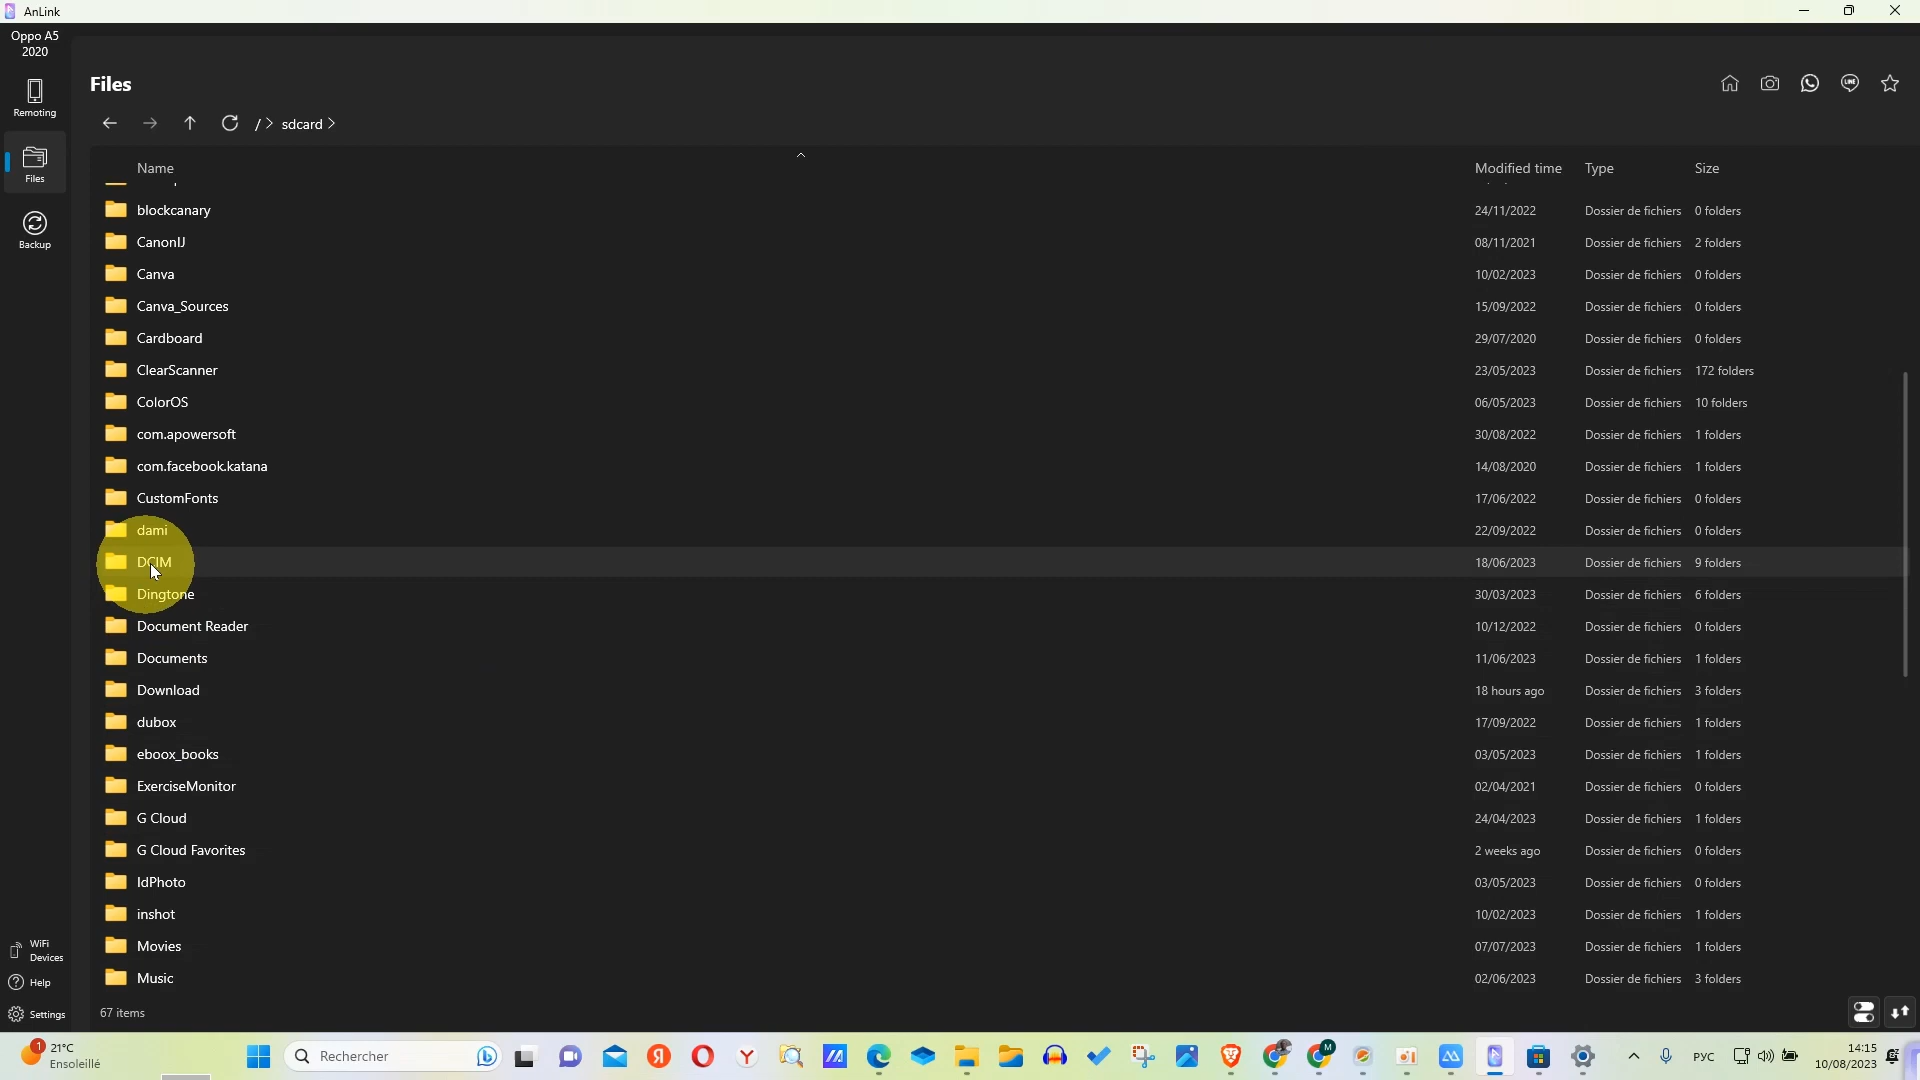 AnLink
Oppo A5
2020
Remoting
Files
Backup
WiFi
Devices
Help
Settings
Files
/ > sdcard >
Name Modified time Type Size
blockcanary 24/11/2022 Dossier de fichiers 0 folders
CanonIJ 08/11/2021 Dossier de fichiers 2 folders
Canva 10/02/2023 Dossier de fichiers 0 folders
Canva_Sources 15/09/2022 Dossier de fichiers 0 folders
Cardboard 29/07/2020 Dossier de fichiers 0 folders
ClearScanner 23/05/2023 Dossier de fichiers 172 folders
ColorOS 06/05/2023 Dossier de fichiers 10 folders
com.apowersoft 30/08/2022 Dossier de fichiers 1 folders
com.facebook.katana 14/08/2020 Dossier de fichiers 1 folders
CustomFonts 17/06/2022 Dossier de fichiers 0 folders
dami 22/09/2022 Dossier de fichiers 0 folders
DCIM 18/06/2023 Dossier de fichiers 9 folders
Dingtone 30/03/2023 Dossier de fichiers 6 folders
Document Reader 10/12/2022 Dossier de fichiers 0 folders
Documents 11/06/2023 Dossier de fichiers 1 folders
Download 18 hours ago Dossier de fichiers 3 folders
dubox 17/09/2022 Dossier de fichiers 1 folders
eboox_books 03/05/2023 Dossier de fichiers 1 folders
ExerciseMonitor 02/04/2021 Dossier de fichiers 0 folders
G Cloud 24/04/2023 Dossier de fichiers 1 folders
G Cloud Favorites 2 weeks ago Dossier de fichiers 0 folders
IdPhoto 03/05/2023 Dossier de fichiers 0 folders
inshot 10/02/2023 Dossier de fichiers 1 folders
Movies 07/07/2023 Dossier de fichiers 1 folders
Music 02/06/2023 Dossier de fichiers 3 folders
67 items
1
21°C
Ensoleillé
Rechercher
РУС
14:15
10/08/2023